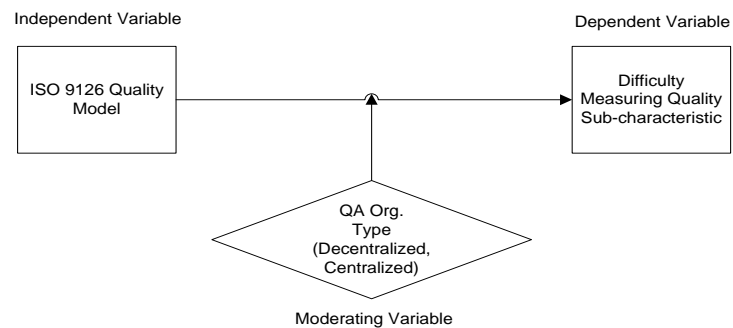 Independent Variable
Dependent Variable
ISO 9126 Quality
Model
Difficulty
Measuring Quality
Sub-characteristic
QA Org.
Type
(Decentralized,
Centralized)
Moderating Variable